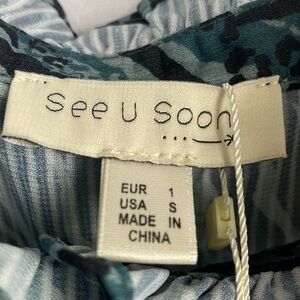 see u soon
EUR 1
USA S
MADE IN
CHINA